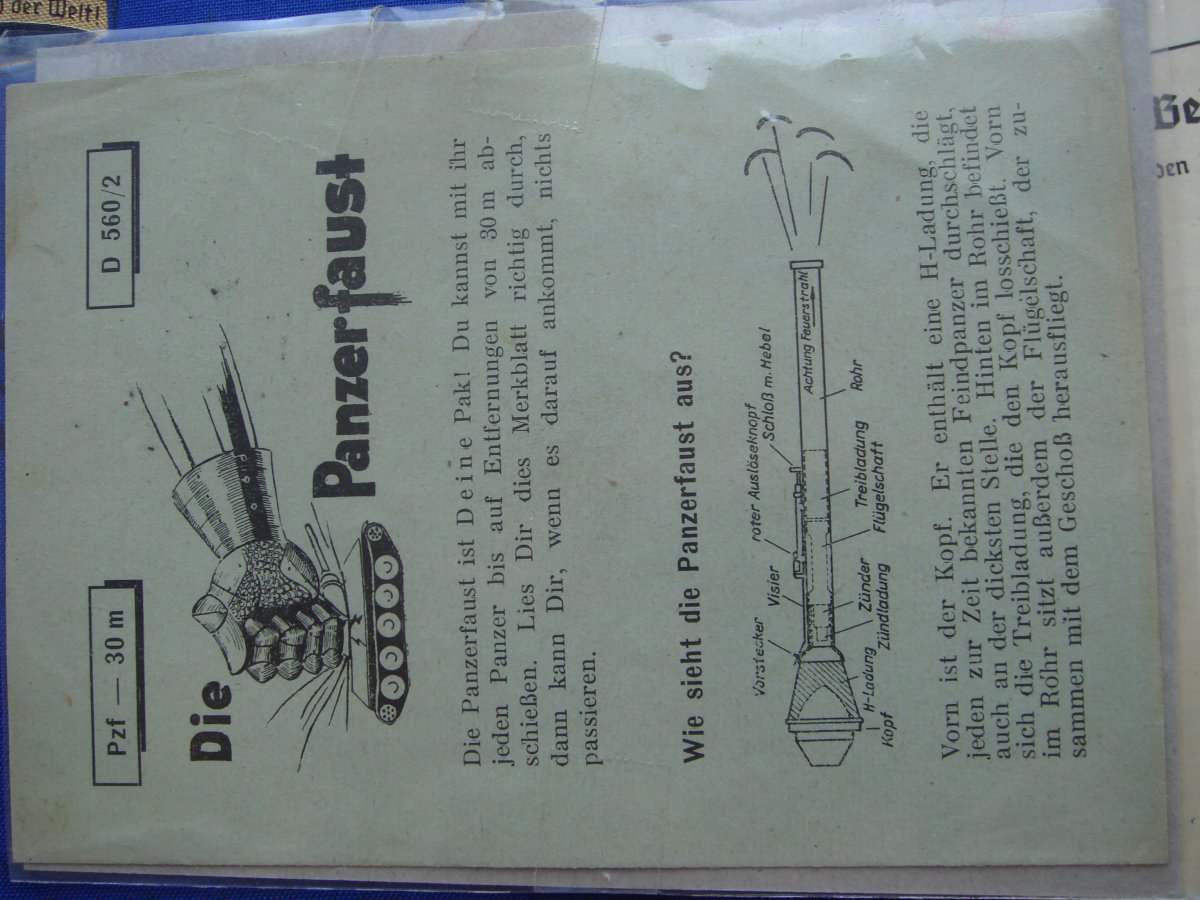 Pzf — 30 m
D 560/2
Die
Panzerfaust
Die Panzerfaust ist Deine Pak! Du kannst mit ihr
jeden Panzer bis auf Entfernungen von 30 m ab-
schießen. Lies Dir dies Merkblatt richtig durch,
dann kann Dir, wenn es darauf ankommt, nichts
passieren.
Wie sieht die Panzerfaust aus?
Vorstecker
Visier
roter Auslöseknopf
Schloß m. Hebel
Achtung Feuerstrahl
Kopf
H-Ladung
Zündladung
Zünder
Flügelschaft
Treibladung
Rohr
Vorn ist der Kopf. Er enthält eine H-Ladung, die
jeden zur Zeit bekannten Feindpanzer durchschlägt,
auch an der dicksten Stelle. Hinten im Rohr befindet
sich die Treibladung, die den Kopf losschießt. Vorn
im Rohr sitzt außerdem der Flügelschaft, der zu-
sammen mit dem Geschoß herausfliegt.
der Welt!